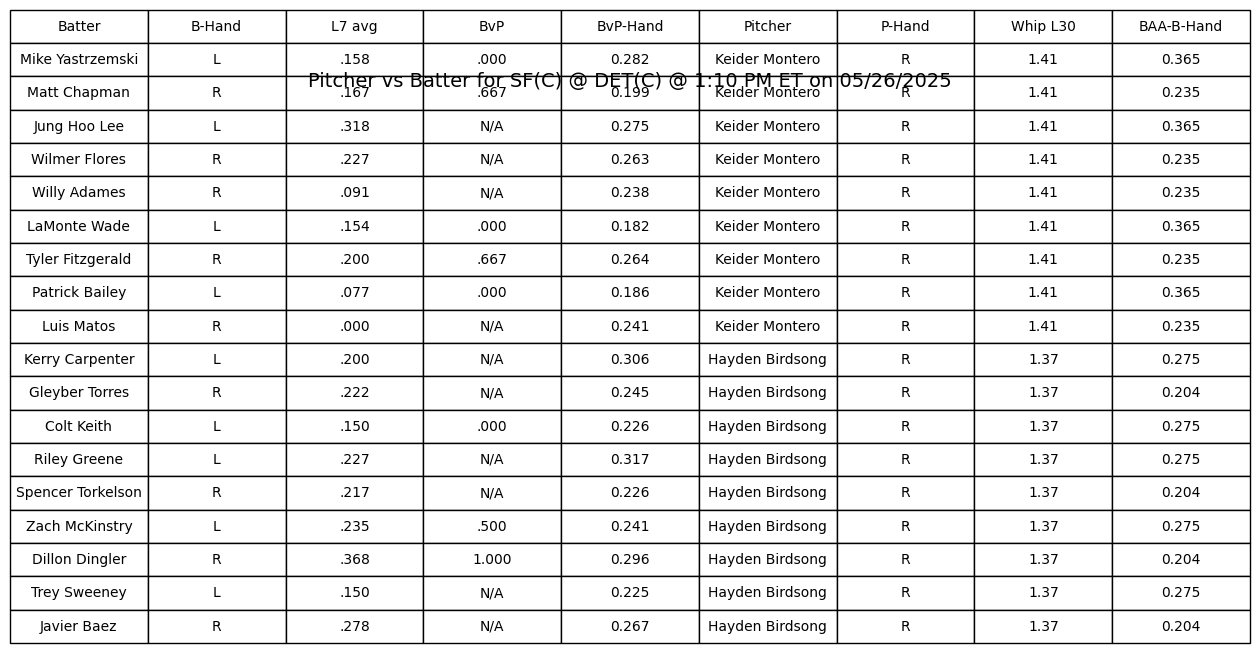 Batter B-Hand L7 avg BvP BvP-Hand Pitcher P-Hand Whip L30 BAA-B-Hand
Mike Yastrzemski L .158 .000 0.282 Keider Montero R 1.41 0.365
Pitcher vs Batter for SF(C) @ DET(C) @ 1:10 PM ET on 05/26/2025
Matt Chapman R .167 .667 0.199 Keider Montero R 1.41 0.235
Jung Hoo Lee L .318 N/A 0.275 Keider Montero R 1.41 0.365
Wilmer Flores R .227 N/A 0.263 Keider Montero R 1.41 0.235
Willy Adames R .091 N/A 0.238 Keider Montero R 1.41 0.235
LaMonte Wade L .154 .000 0.182 Keider Montero R 1.41 0.365
Tyler Fitzgerald R .200 .667 0.264 Keider Montero R 1.41 0.235
Patrick Bailey L .077 .000 0.186 Keider Montero R 1.41 0.365
Luis Matos R .000 N/A 0.241 Keider Montero R 1.41 0.235
Kerry Carpenter L .200 N/A 0.306 Hayden Birdsong R 1.37 0.275
Gleyber Torres R .222 N/A 0.245 Hayden Birdsong R 1.37 0.204
Colt Keith L .150 .000 0.226 Hayden Birdsong R 1.37 0.275
Riley Greene L .227 N/A 0.317 Hayden Birdsong R 1.37 0.275
Spencer Torkelson R .217 N/A 0.226 Hayden Birdsong R 1.37 0.204
Zach McKinstry L .235 .500 0.241 Hayden Birdsong R 1.37 0.275
Dillon Dingler R .368 1.000 0.296 Hayden Birdsong R 1.37 0.204
Trey Sweeney L .150 N/A 0.225 Hayden Birdsong R 1.37 0.275
Javier Baez R .278 N/A 0.267 Hayden Birdsong R 1.37 0.204